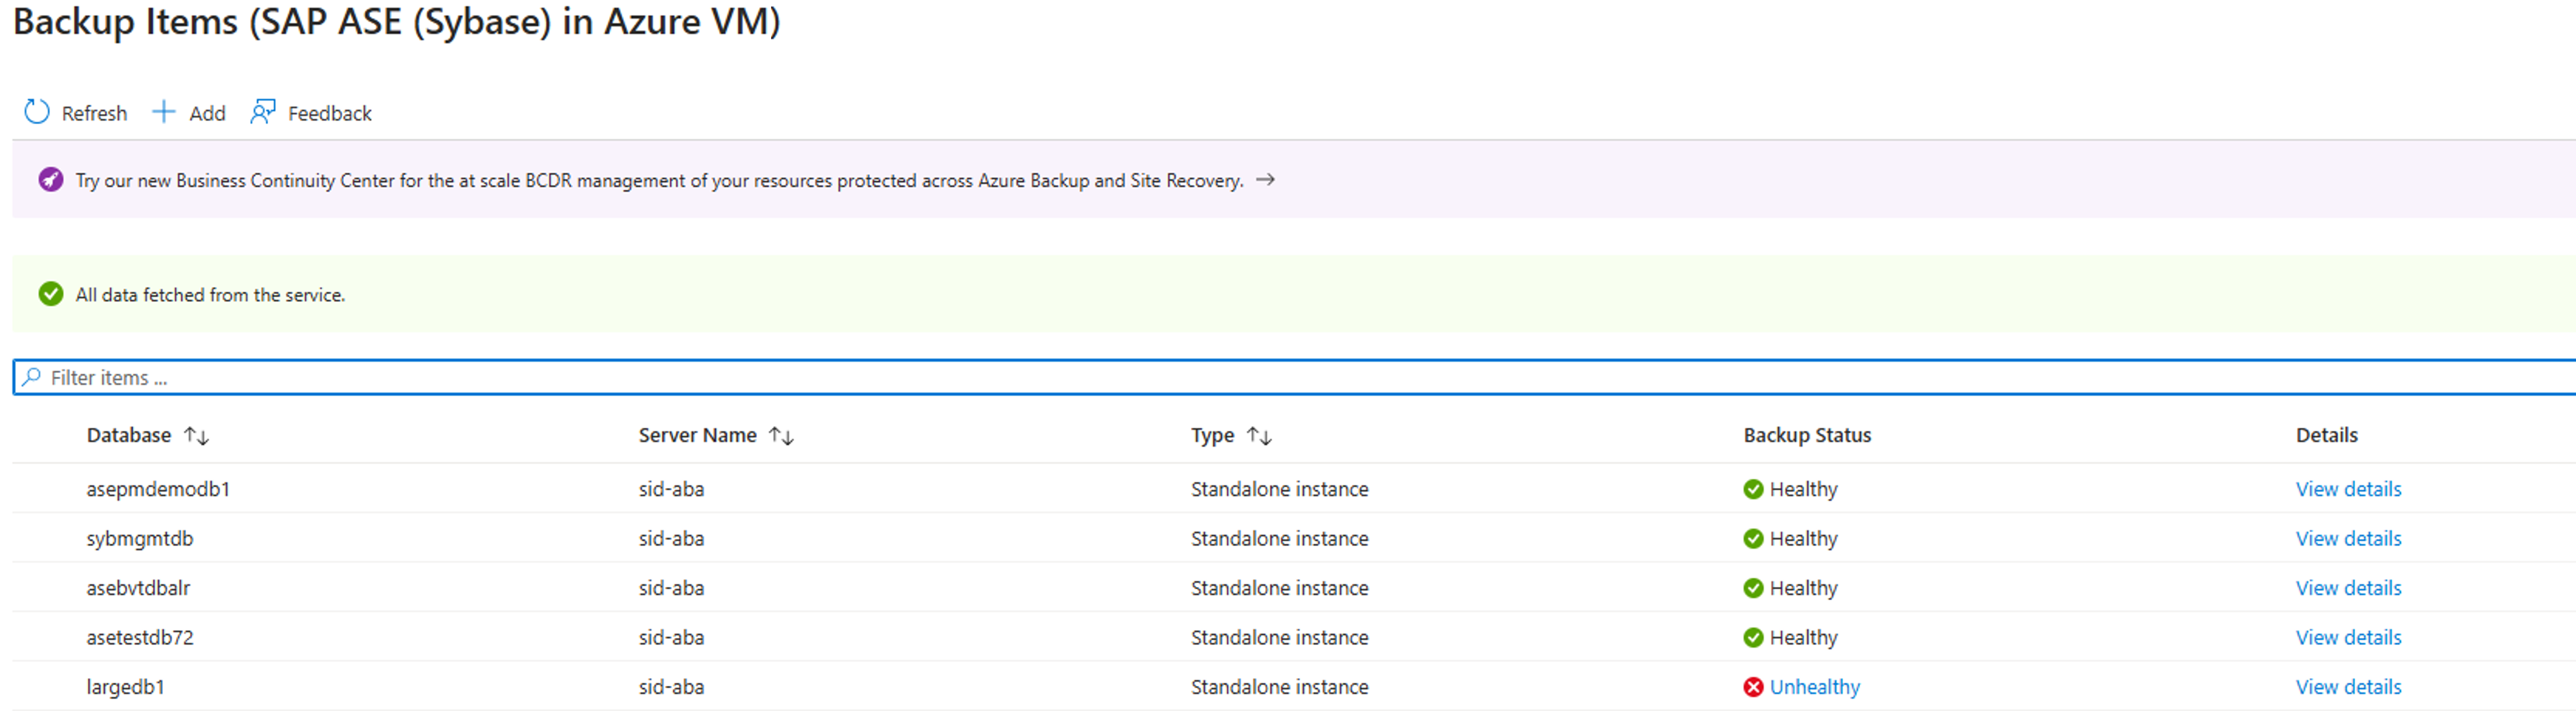 Backup Items (SAP ASE (Sybase) in Azure VM)
Refresh Add Feedback
Try our new Business Continuity Center for the at scale BCDR management of your resources protected across Azure Backup and Site Recovery. →
All data fetched from the service.
Filter items ...
Database ↑↓ Server Name ↑↓ Type ↑↓ Backup Status Details
asepmdemodb1 sid-aba Standalone instance Healthy View details
sybmgmtdb sid-aba Standalone instance Healthy View details
asebvtdbalr sid-aba Standalone instance Healthy View details
asetestdb72 sid-aba Standalone instance Healthy View details
largedb1 sid-aba Standalone instance Unhealthy View details